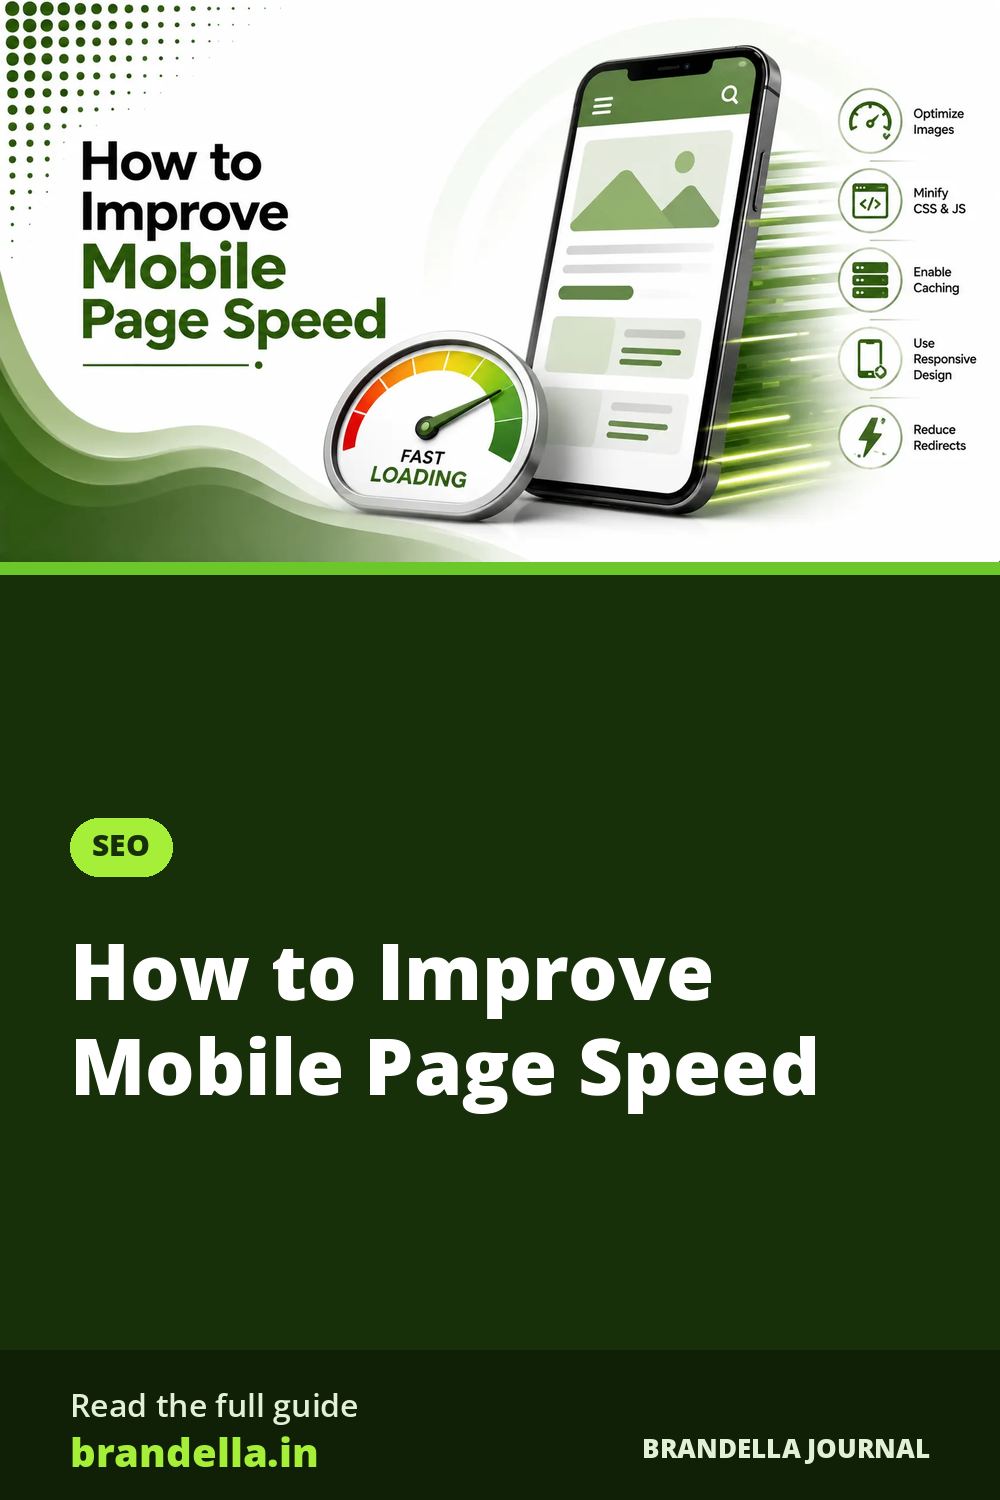 How to
Improve
Mobile
Page Speed
FAST
LOADING
Optimize
Images
Minify
CSS & JS
Enable
Caching
Use
Responsive
Design
Reduce
Redirects
SEO
How to Improve
Mobile Page Speed
Read the full guide
brandella.in
BRANDELLA JOURNAL